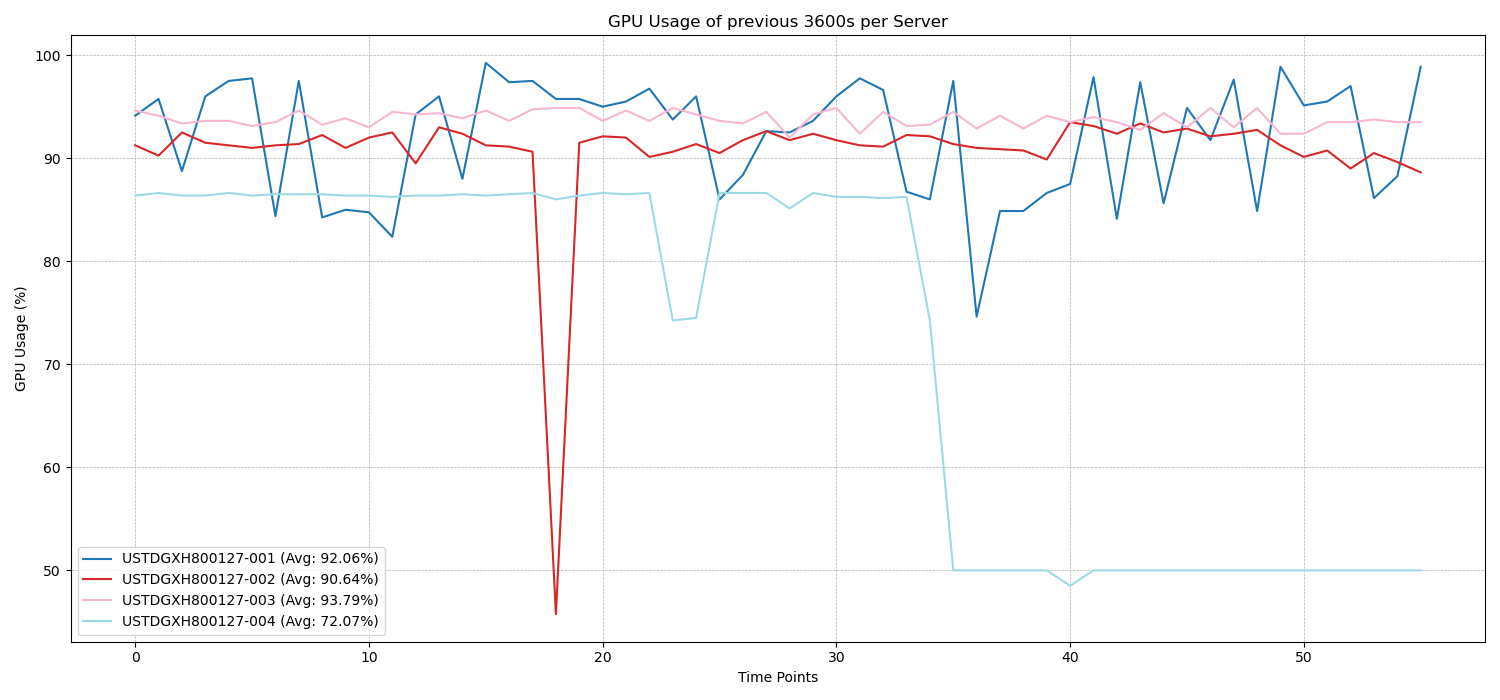 GPU Usage of previous 3600s per Server
100
90
80
70
60
50
GPU Usage (%)
USTDGXH800127-001 (Avg: 92.06%)
USTDGXH800127-002 (Avg: 90.64%)
USTDGXH800127-003 (Avg: 93.79%)
USTDGXH800127-004 (Avg: 72.07%)
0 10 20 30 40 50
Time Points